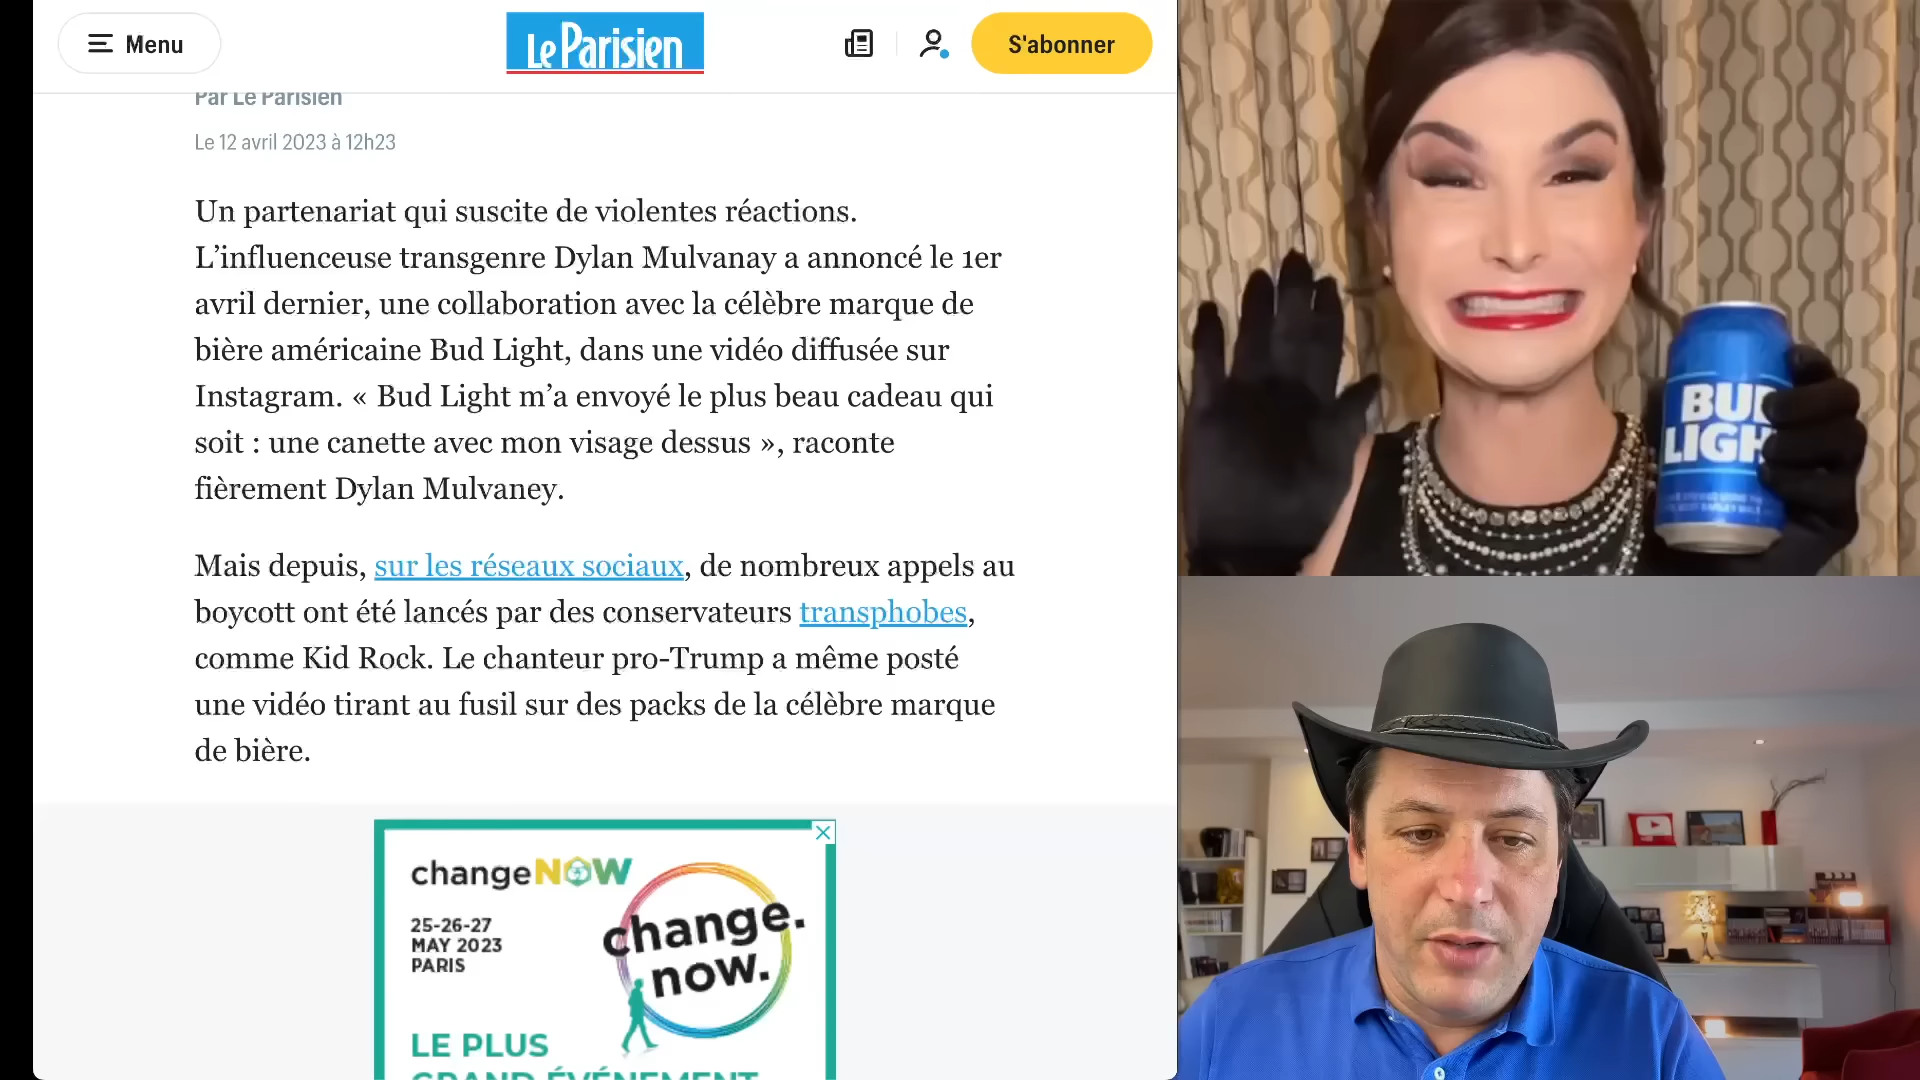 Menu
Le Parisien
S'abonner
Par Le Parisien
Le 12 avril 2023 à 12h23
Un partenariat qui suscite de violentes réactions.
L’influenceuse transgenre Dylan Mulvanay a annoncé le 1er
avril dernier, une collaboration avec la célèbre marque de
bière américaine Bud Light, dans une vidéo diffusée sur
Instagram. « Bud Light m’a envoyé le plus beau cadeau qui
soit : une canette avec mon visage dessus », raconte
fièrement Dylan Mulvaney.
Mais depuis, sur les réseaux sociaux, de nombreux appels au
boycott ont été lancés par des conservateurs transphobes,
comme Kid Rock. Le chanteur pro-Trump a même posté
une vidéo tirant au fusil sur des packs de la célèbre marque
de bière.
changeNOW
25-26-27
MAY 2023
PARIS
change.
now.
LE PLUS
GRAND ÉVÉNEMENT
BUD
LIGH